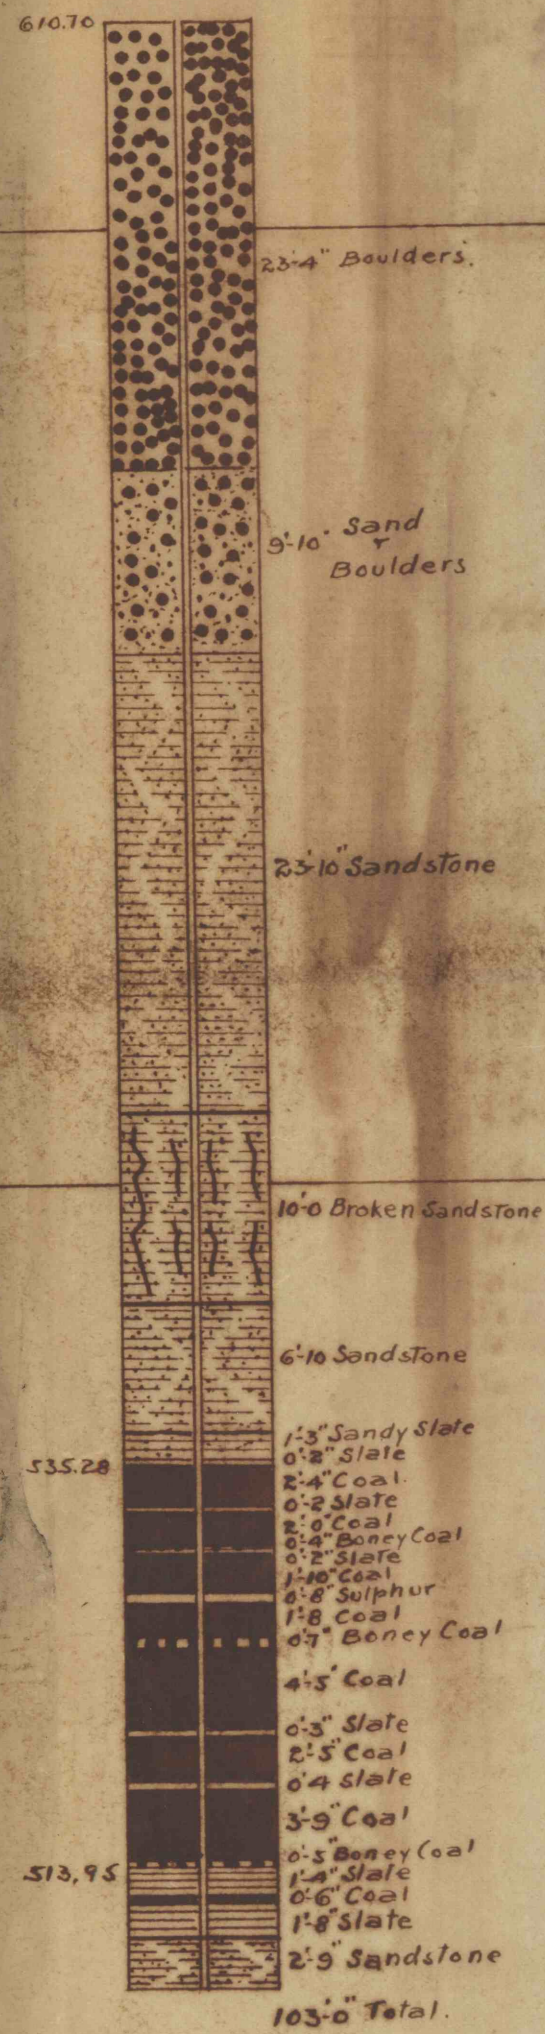 610.70
23'-4" Boulders.
9'-10" Sand
&
Boulders
23'-10" Sandstone
10'-0 Broken Sandstone
6'-10 Sandstone
1'-3" Sandy Slate
0'-2" Slate
535.28
2'-4" Coal.
0'-2 Slate
2'-0" Coal
0'-4" Boney Coal
0'-2" Slate
1'-10" Coal
0'-8" Sulphur
1'-8 Coal
0'-7" Boney Coal
4'-5" Coal
0'-3" Slate
2'-5" Coal
0'-4 Slate
3'-9" Coal
0'-5" Boney Coal
513.95
1'-4" Slate
0'-6" Coal
1'-8" Slate
2'-9" Sandstone
103'-0" Total.